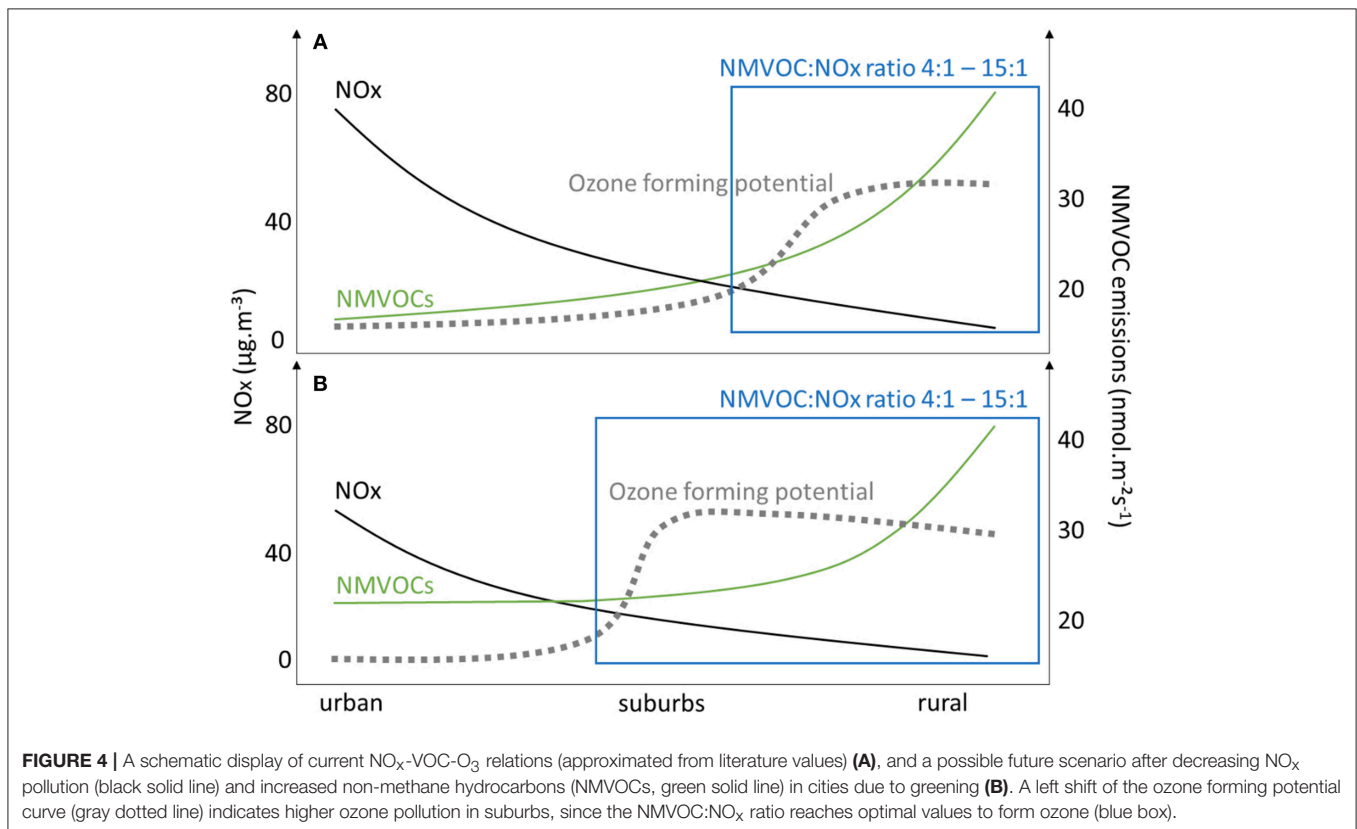 A
NMVOC:NOx ratio 4:1 – 15:1
80
NOx
40
Ozone forming potential
30
40
NMVOCs
20
0
B
NMVOC:NOx ratio 4:1 – 15:1
80
40
NOx
Ozone forming potential
30
40
NMVOCs
20
0
NOx (µg.m⁻³)
NMVOC emissions (nmol.m⁻²s⁻¹)
urban suburbs rural
FIGURE 4 | A schematic display of current NOₓ-VOC-O₃ relations (approximated from literature values) (A), and a possible future scenario after decreasing NOₓ
pollution (black solid line) and increased non-methane hydrocarbons (NMVOCs, green solid line) in cities due to greening (B). A left shift of the ozone forming potential
curve (gray dotted line) indicates higher ozone pollution in suburbs, since the NMVOC:NOₓ ratio reaches optimal values to form ozone (blue box).